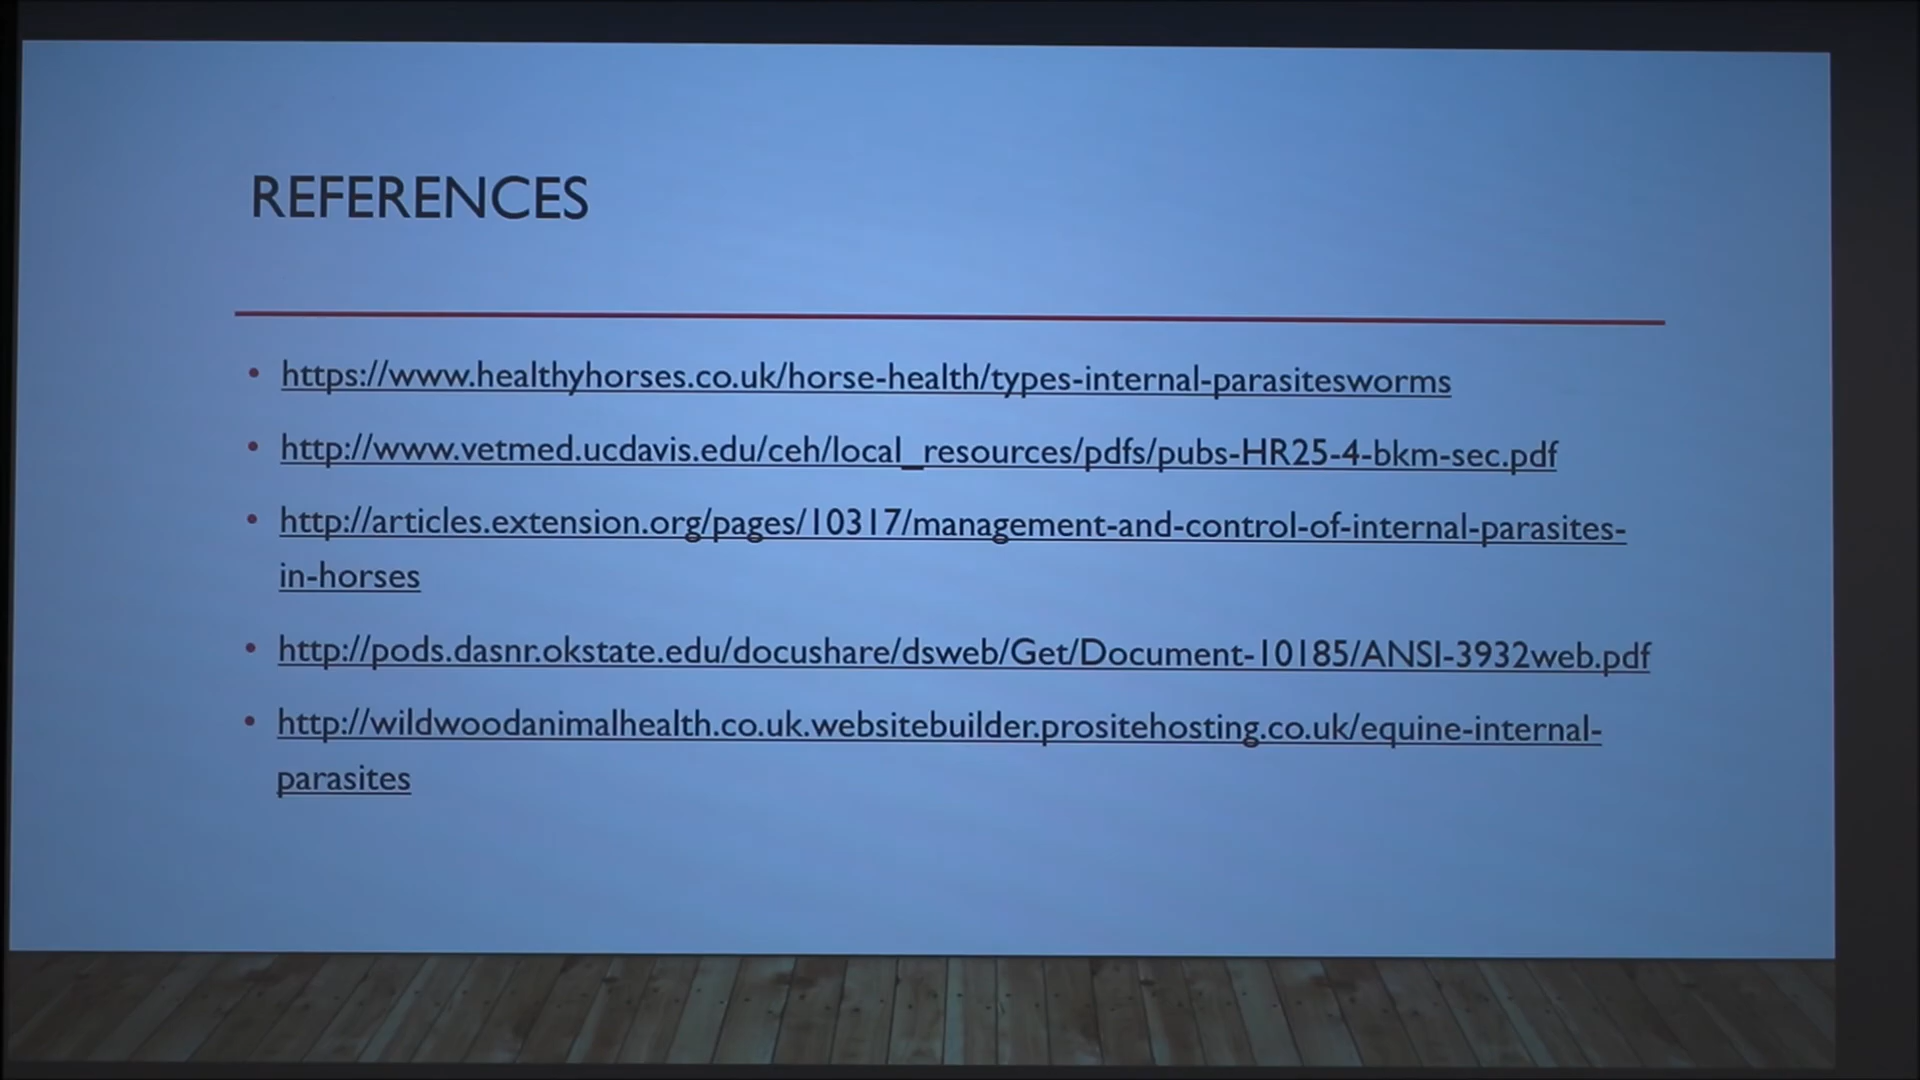 REFERENCES
• https://www.healthyhorses.co.uk/horse-health/types-internal-parasitesworms
• http://www.vetmed.ucdavis.edu/ceh/local_resources/pdfs/pubs-HR25-4-bkm-sec.pdf
• http://articles.extension.org/pages/10317/management-and-control-of-internal-parasites-
in-horses
• http://pods.dasnr.okstate.edu/docushare/dsweb/Get/Document-10185/ANSI-3932web.pdf
• http://wildwoodanimalhealth.co.uk.websitebuilder.prositehosting.co.uk/equine-internal-
parasites